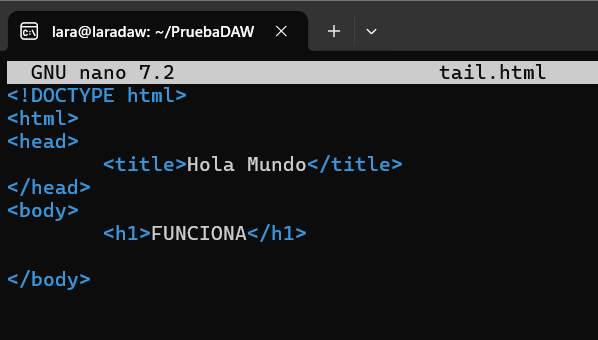 lara@laradaw: ~/PruebaDAW
GNU nano 7.2 tail.html
<!DOCTYPE html>
<html>
<head>
<title>Hola Mundo</title>
</head>
<body>
<h1>FUNCIONA</h1>
</body>